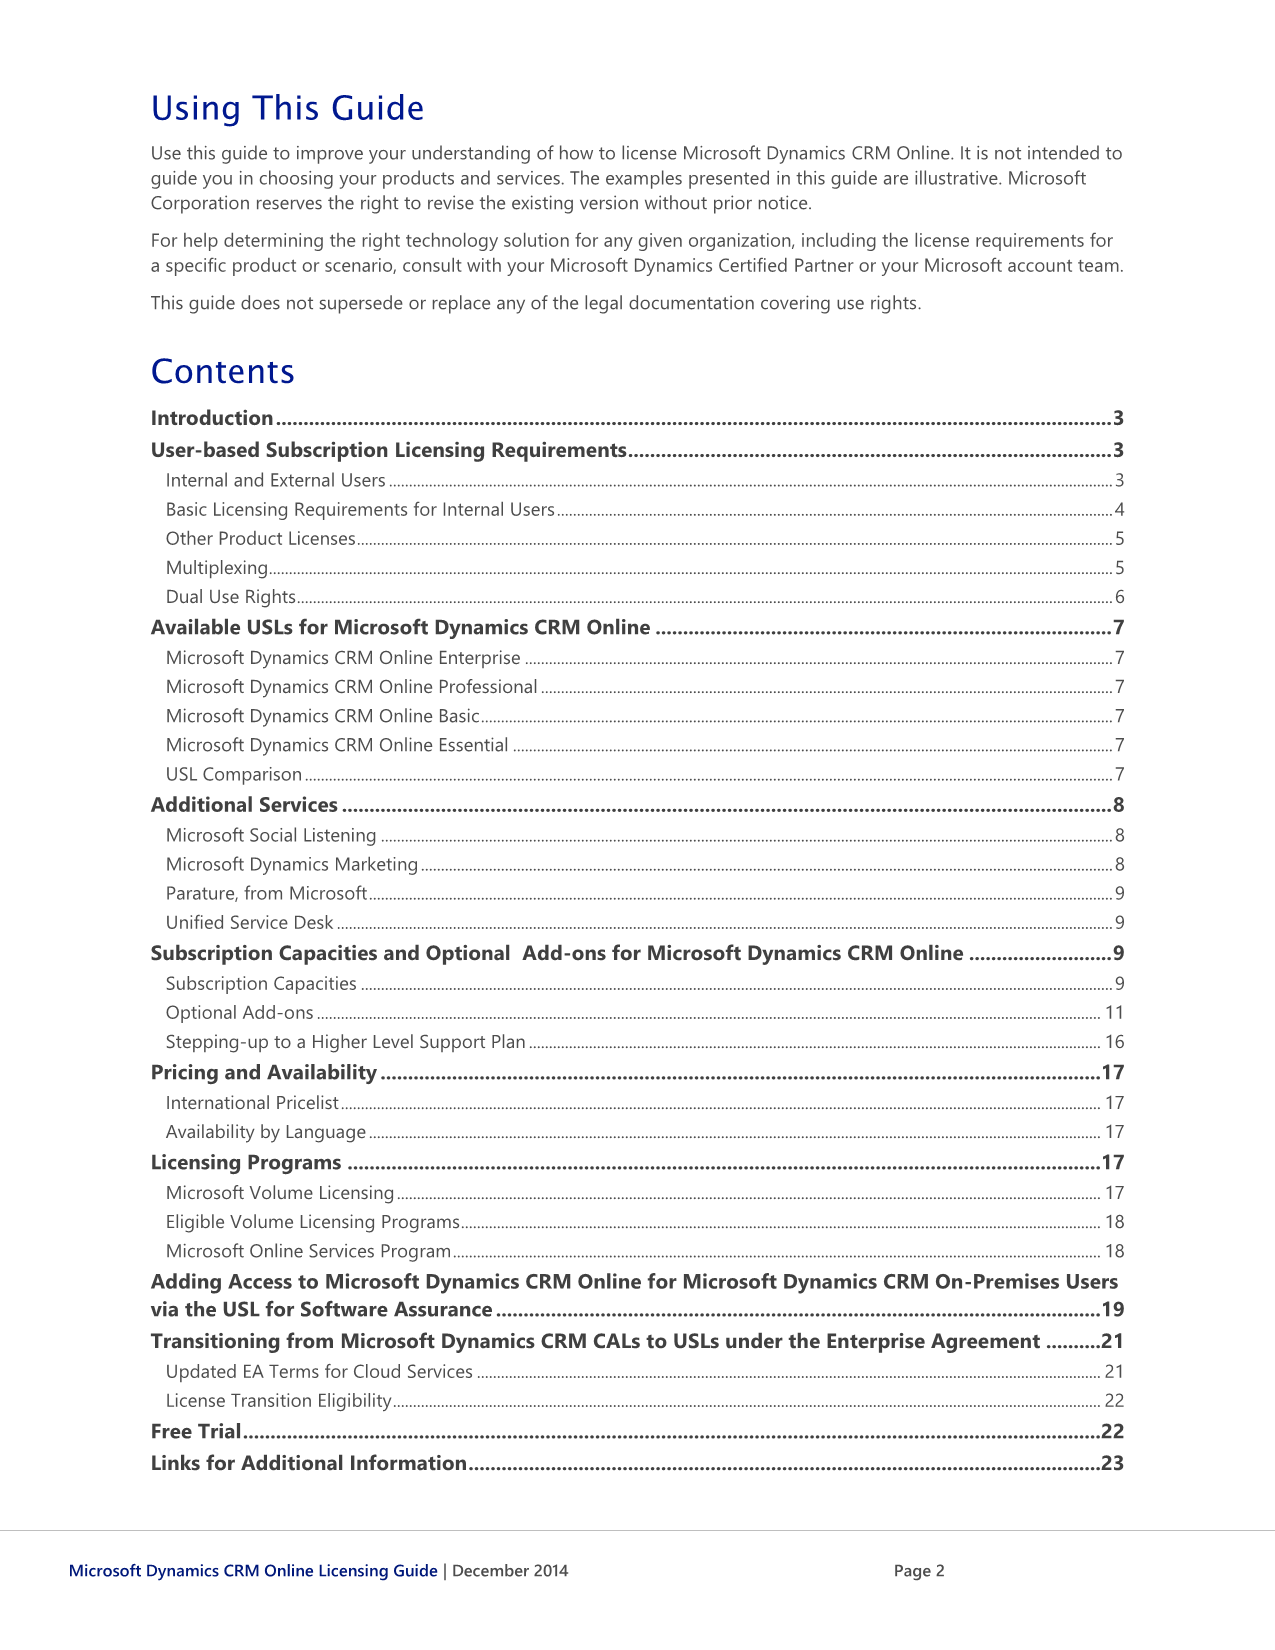 Using This Guide
Use this guide to improve your understanding of how to license Microsoft Dynamics CRM Online. It is not intended to
guide you in choosing your products and services. The examples presented in this guide are illustrative. Microsoft
Corporation reserves the right to revise the existing version without prior notice.
For help determining the right technology solution for any given organization, including the license requirements for
a specific product or scenario, consult with your Microsoft Dynamics Certified Partner or your Microsoft account team.
This guide does not supersede or replace any of the legal documentation covering use rights.
Contents
Introduction 3
User-based Subscription Licensing Requirements 3
Internal and External Users 3
Basic Licensing Requirements for Internal Users 4
Other Product Licenses 5
Multiplexing 5
Dual Use Rights 6
Available USLs for Microsoft Dynamics CRM Online 7
Microsoft Dynamics CRM Online Enterprise 7
Microsoft Dynamics CRM Online Professional 7
Microsoft Dynamics CRM Online Basic 7
Microsoft Dynamics CRM Online Essential 7
USL Comparison 7
Additional Services 8
Microsoft Social Listening 8
Microsoft Dynamics Marketing 8
Parature, from Microsoft 9
Unified Service Desk 9
Subscription Capacities and Optional Add-ons for Microsoft Dynamics CRM Online 9
Subscription Capacities 9
Optional Add-ons 11
Stepping-up to a Higher Level Support Plan 16
Pricing and Availability 17
International Pricelist 17
Availability by Language 17
Licensing Programs 17
Microsoft Volume Licensing 17
Eligible Volume Licensing Programs 18
Microsoft Online Services Program 18
Adding Access to Microsoft Dynamics CRM Online for Microsoft Dynamics CRM On-Premises Users
via the USL for Software Assurance 19
Transitioning from Microsoft Dynamics CRM CALs to USLs under the Enterprise Agreement 21
Updated EA Terms for Cloud Services 21
License Transition Eligibility 22
Free Trial 22
Links for Additional Information 23
Microsoft Dynamics CRM Online Licensing Guide | December 2014 Page 2